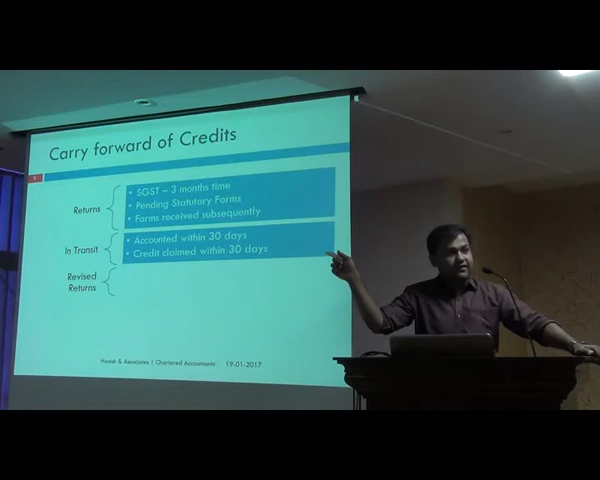 Carry forward of Credits
Returns
• SGST – 3 months time
• Pending Statutory Forms
• Forms received subsequently
In Transit
• Accounted within 30 days
• Credit claimed within 30 days
Revised
Returns
& Associates | Chartered Accountants 19-01-2017